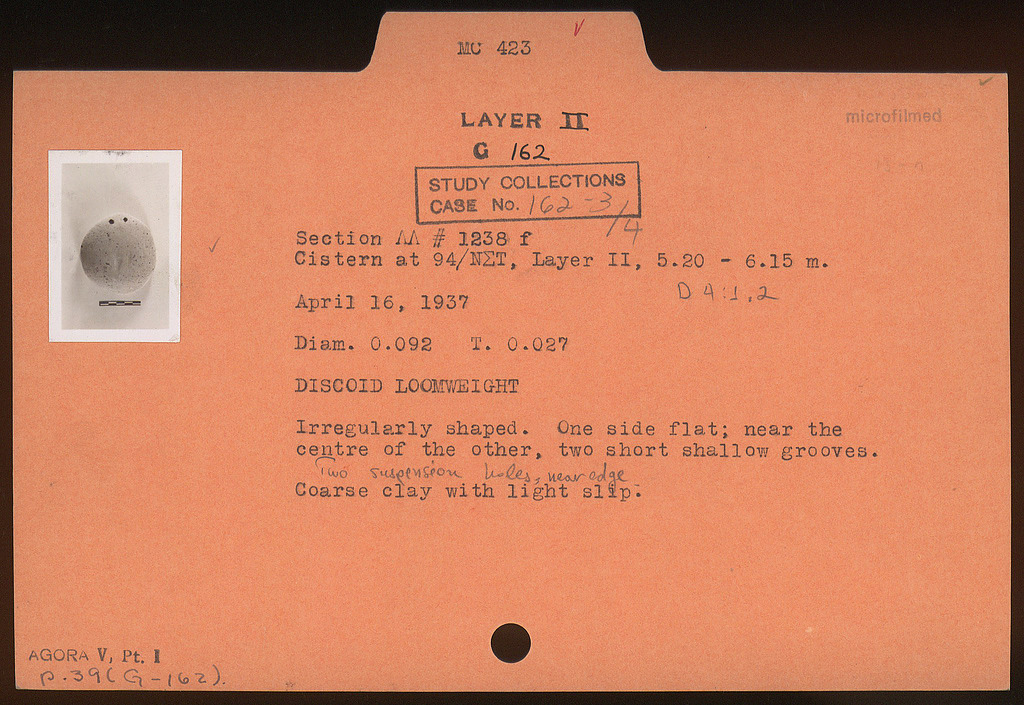 MC 423
LAYER II
microfilmed
G 162
STUDY COLLECTIONS
CASE No. 162-3/4
Section ΛΛ # 1238 f
Cistern at 94/ΝΣΤ, Layer II, 5.20 - 6.15 m.
D 4:1,2
April 16, 1937
Diam. 0.092 T. 0.027
DISCOID LOOMWEIGHT
Irregularly shaped. One side flat; near the
centre of the other, two short shallow grooves.
Two suspension holes, near edge
Coarse clay with light slip.
AGORA V, Pt. I
p. 39 (G-162).